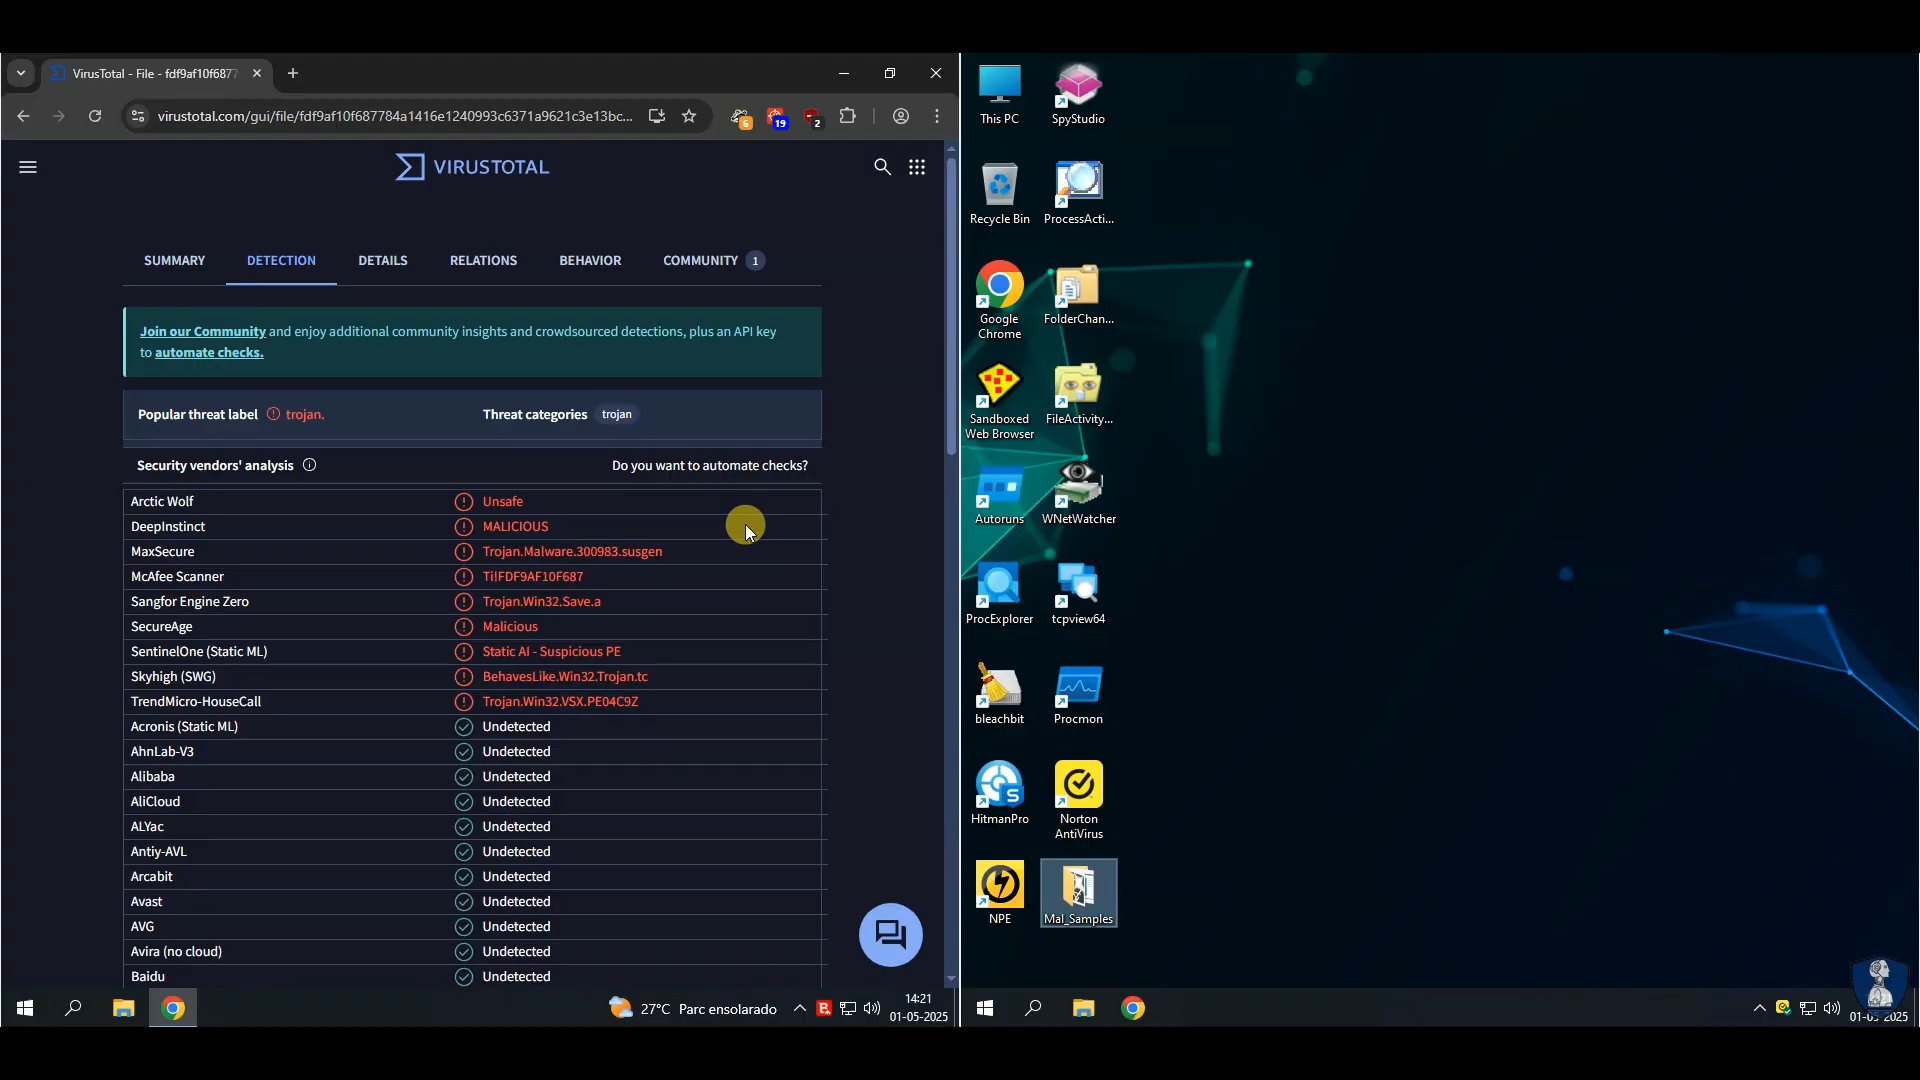 VirusTotal - File - fdf9af10f6877
virustotal.com/gui/file/fdf9af10f687784a1416e1240993c6371a9621c3e13bc...
6
19
2
VIRUSTOTAL
SUMMARY
DETECTION
DETAILS
RELATIONS
BEHAVIOR
COMMUNITY
1
Join our Community and enjoy additional community insights and crowdsourced detections, plus an API key
to automate checks.
Popular threat label trojan.
Threat categories trojan
Security vendors' analysis
Do you want to automate checks?
Arctic Wolf Unsafe
DeepInstinct MALICIOUS
MaxSecure Trojan.Malware.300983.susgen
McAfee Scanner Ti!FDF9AF10F687
Sangfor Engine Zero Trojan.Win32.Save.a
SecureAge Malicious
SentinelOne (Static ML) Static AI - Suspicious PE
Skyhigh (SWG) BehavesLike.Win32.Trojan.tc
TrendMicro-HouseCall Trojan.Win32.VSX.PE04C9Z
Acronis (Static ML) Undetected
AhnLab-V3 Undetected
Alibaba Undetected
AliCloud Undetected
ALYac Undetected
Antiy-AVL Undetected
Arcabit Undetected
Avast Undetected
AVG Undetected
Avira (no cloud) Undetected
Baidu Undetected
27°C Parc ensolarado
14:21
01-05-2025
This PC
SpyStudio
Recycle Bin
ProcessActi...
Google
Chrome
FolderChan...
Sandboxed
Web Browser
FileActivity...
Autoruns
WNetWatcher
ProcExplorer
tcpview64
bleachbit
Procmon
HitmanPro
Norton
AntiVirus
NPE
Mal_Samples
01-05-2025